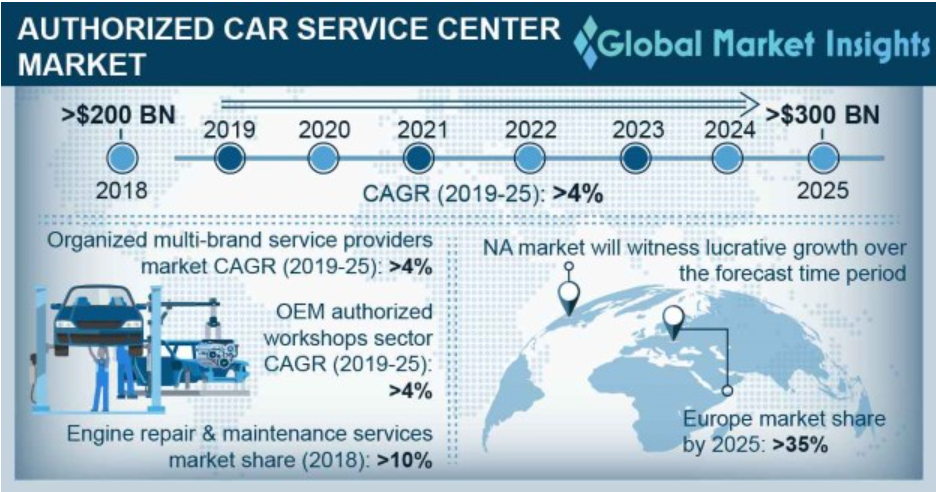 AUTHORIZED CAR SERVICE CENTER
MARKET
Global Market Insights
>$200 BN
2018
2019
2020
2021
2022
2023
2024
>$300 BN
2025
CAGR (2019-25): >4%
Organized multi-brand service providers
market CAGR (2019-25): >4%
OEM authorized
workshops sector
CAGR (2019-25):
>4%
Engine repair & maintenance services
market share (2018): >10%
NA market will witness lucrative growth over
the forecast time period
Europe market share
by 2025: >35%